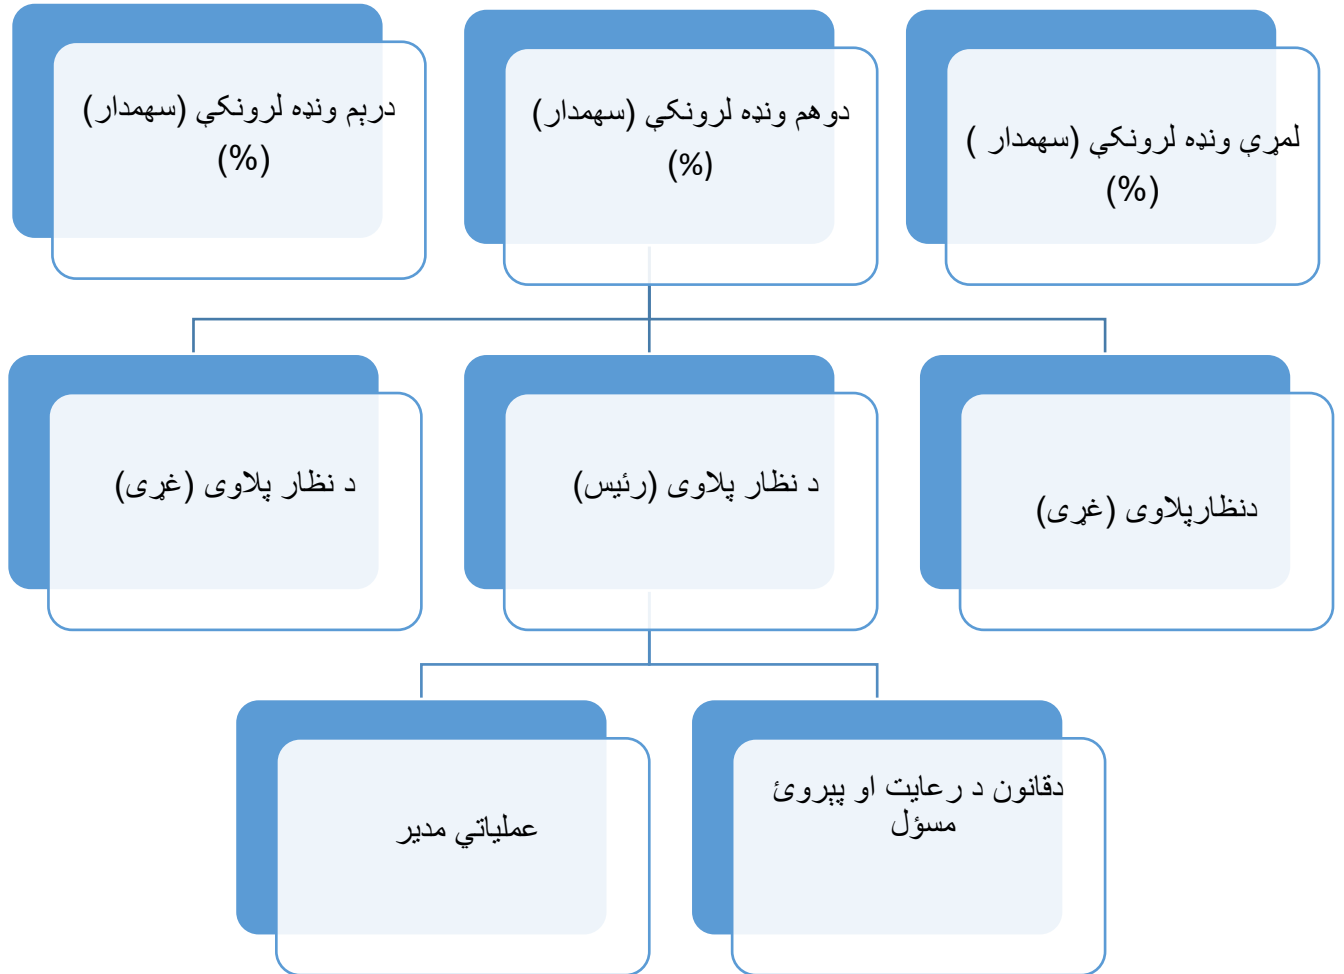 لمړې ونډه لرونکې (سهمدار )
(%)
دوهم ونډه لرونکې (سهمدار)
(%)
دریم ونډه لرونکې (سهمدار)
(%)
دنظارپلاوی (غړی)
د نظار پلاوی (رئیس)
د نظار پلاوی (غړی)
دقانون د رعایت او پیروئ
مسؤل
عملیاتي مدیر